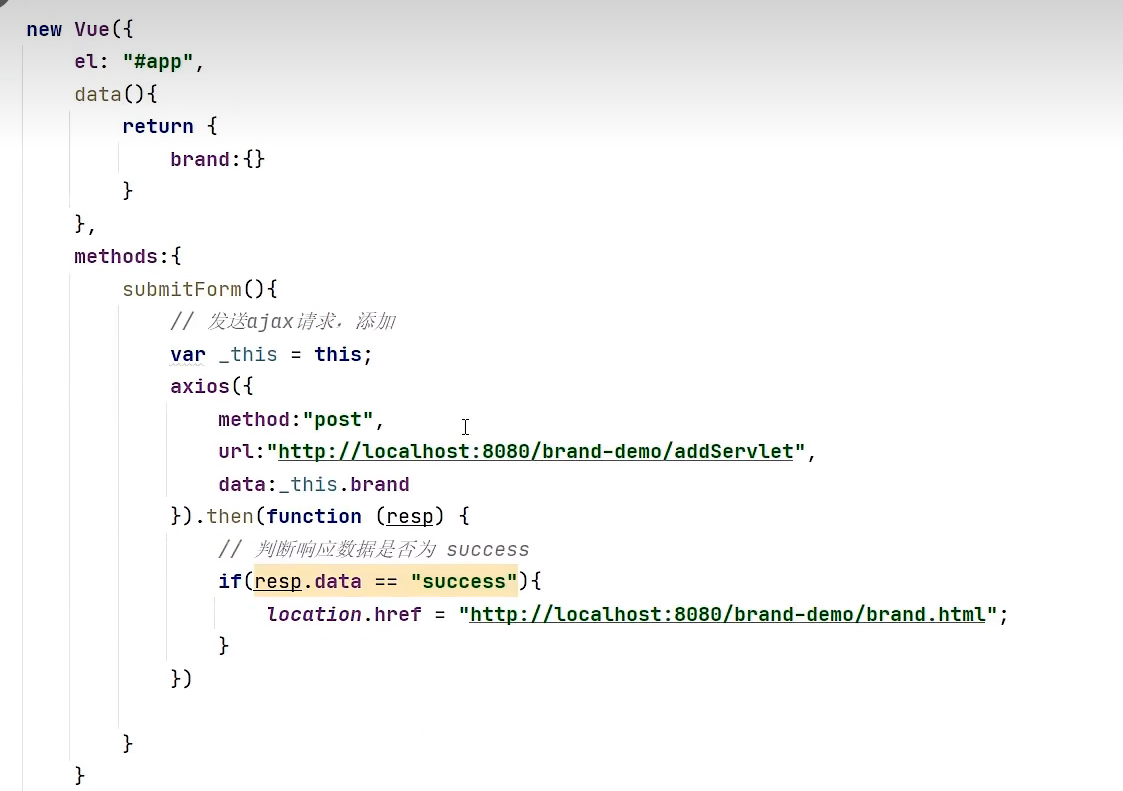 new Vue({
el: "#app",
data(){
return {
brand:{}
}
},
methods:{
submitForm(){
// 发送ajax请求，添加
var _this = this;
axios({
method:"post",
url:"http://localhost:8080/brand-demo/addServlet",
data:_this.brand
}).then(function (resp) {
// 判断响应数据是否为 success
if(resp.data == "success"){
location.href = "http://localhost:8080/brand-demo/brand.html";
}
})
}
}